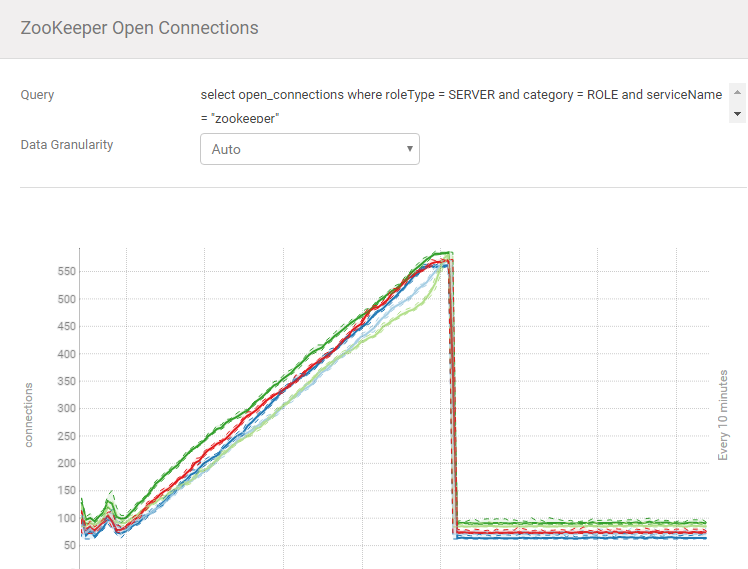 ZooKeeper Open Connections
Query
select open_connections where roleType = SERVER and category = ROLE and serviceName
= "zookeeper"
Data Granularity
Auto
550
500
450
400
350
300
250
200
150
100
50
connections
Every 10 minutes